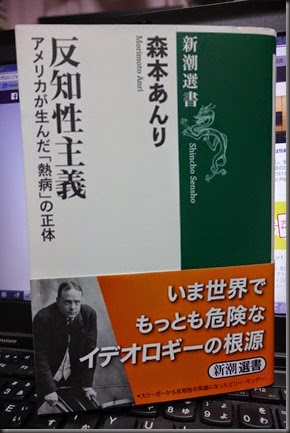 新潮選書
Shincho Sensho
森本あんり
Morimoto Anri
反知性主義
アメリカが生んだ「熱病」の正体
いま世界で
もっとも危険な
イデオロギーの根源
新潮選書
lenovo